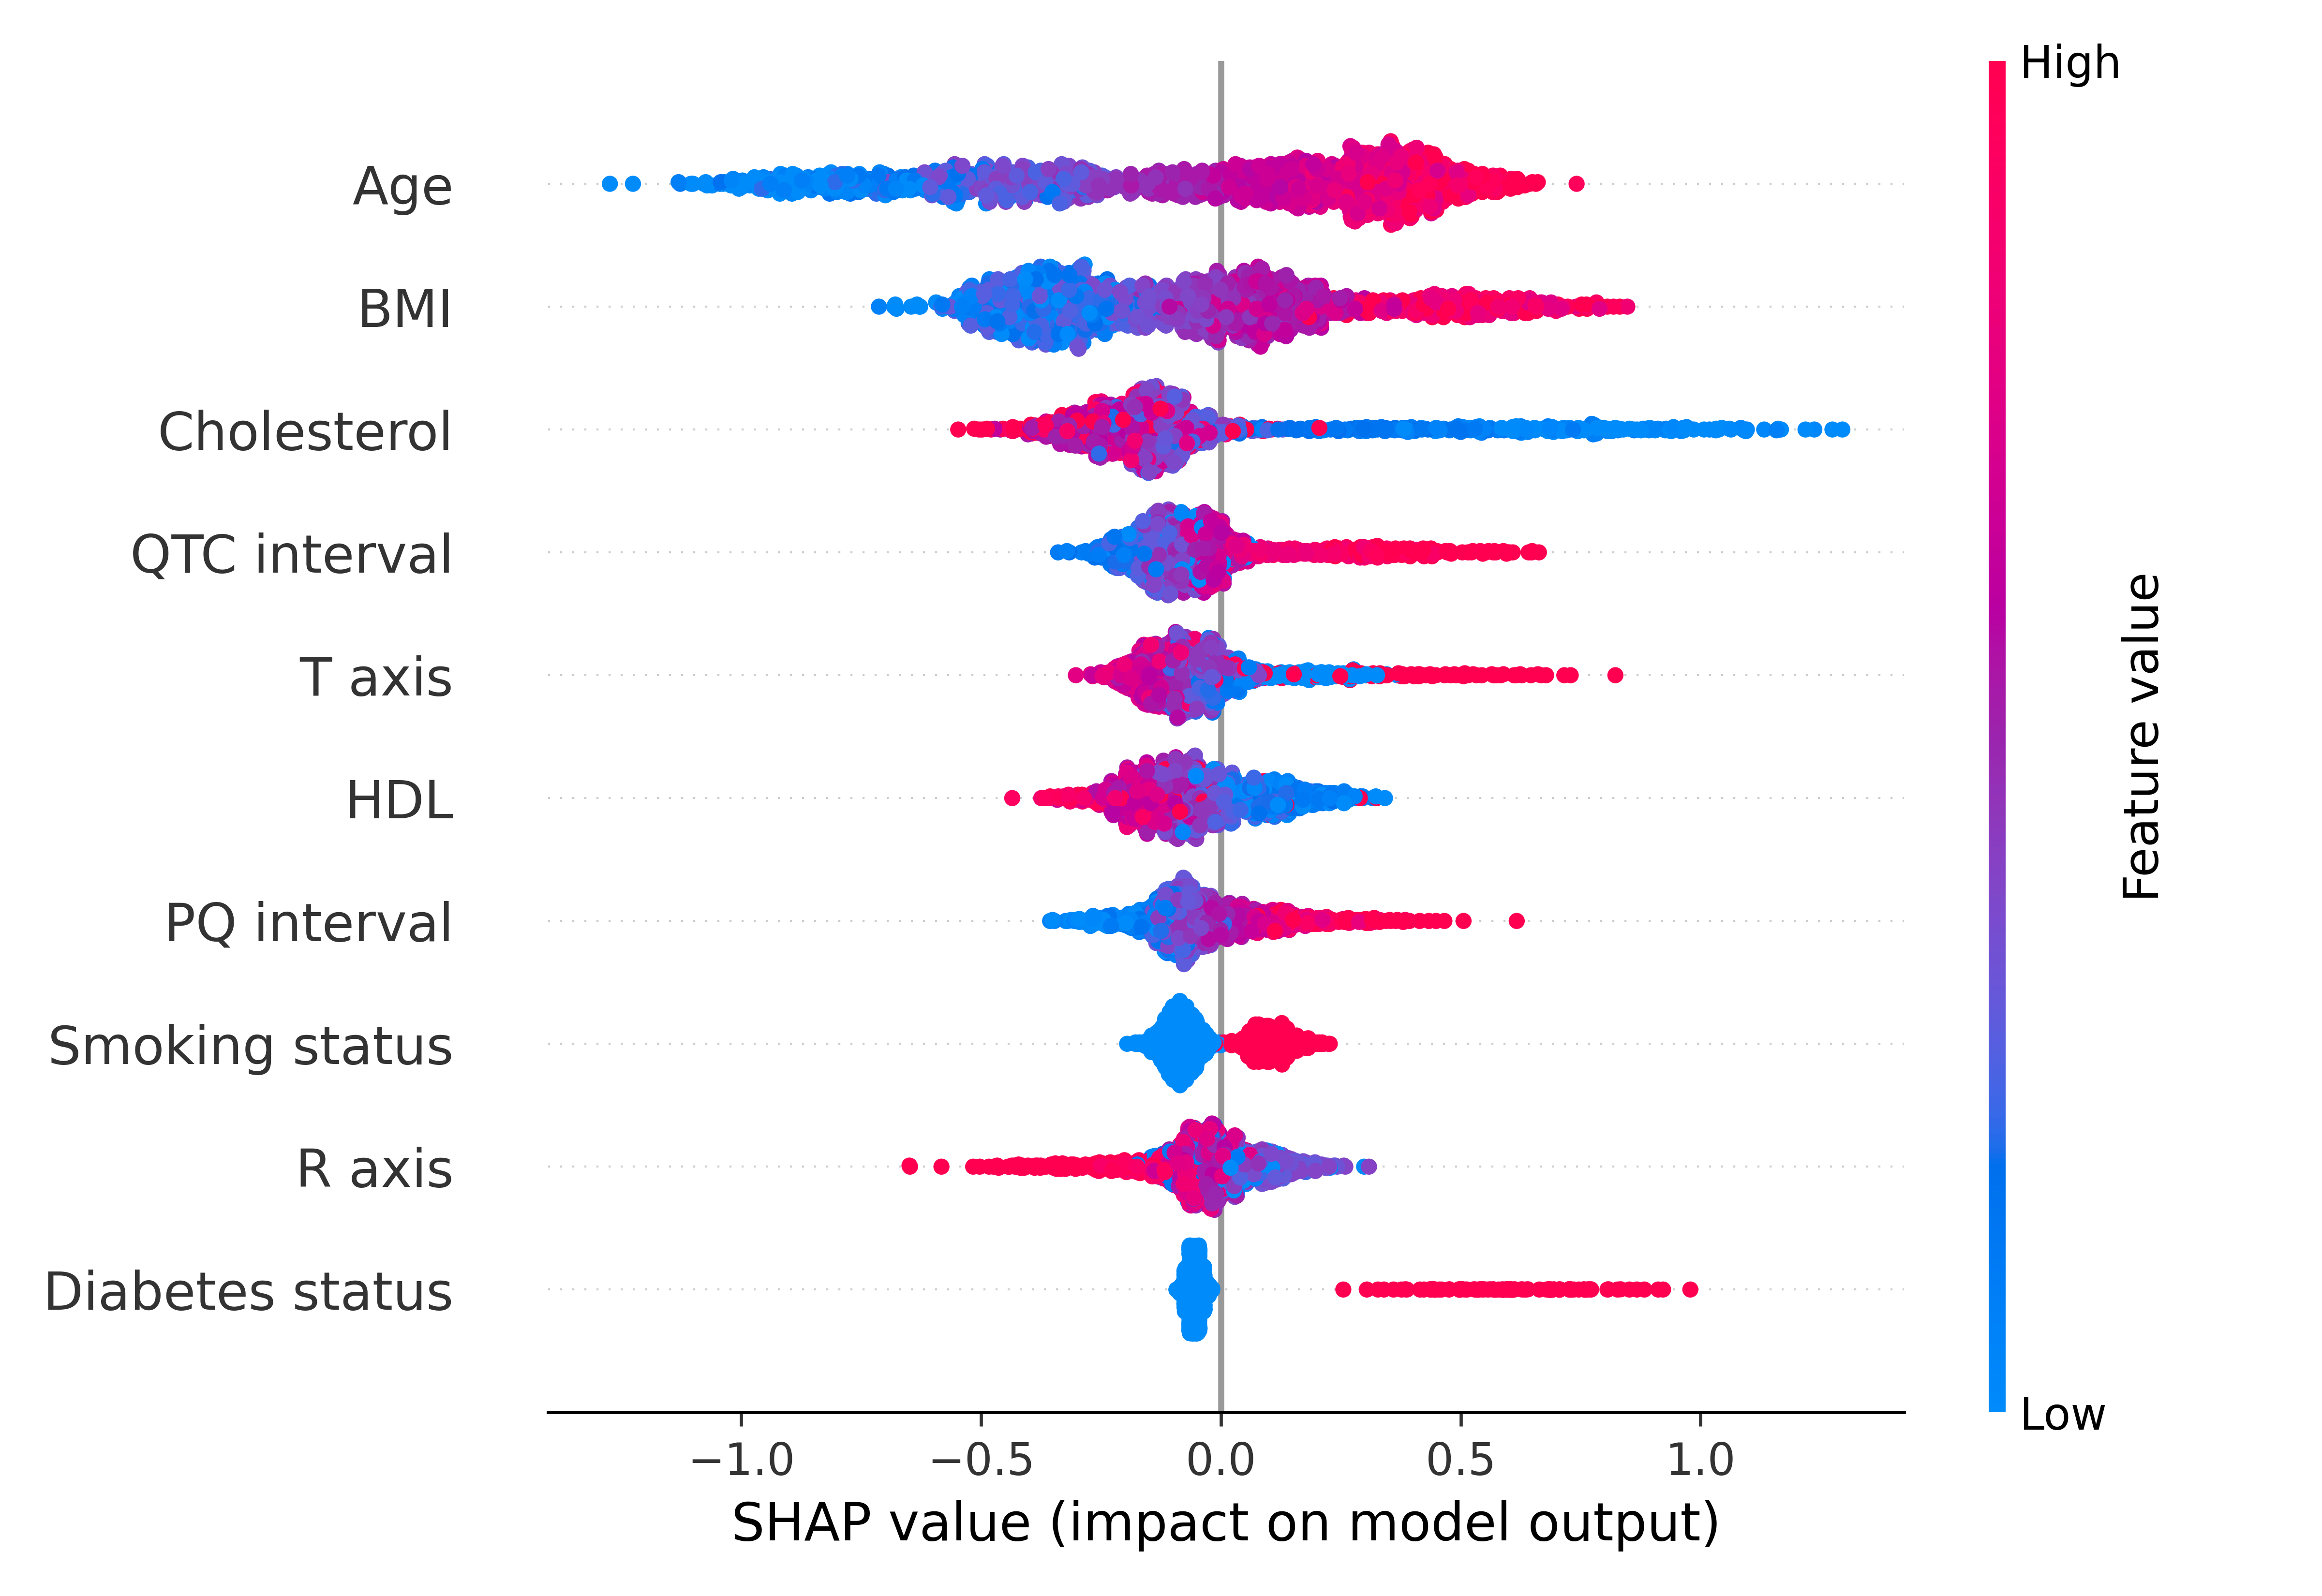 High
Age
BMI
Cholesterol
QTC interval
T axis
HDL
PQ interval
Smoking status
R axis
Diabetes status
Low
Feature value
−1.0 −0.5 0.0 0.5 1.0
SHAP value (impact on model output)